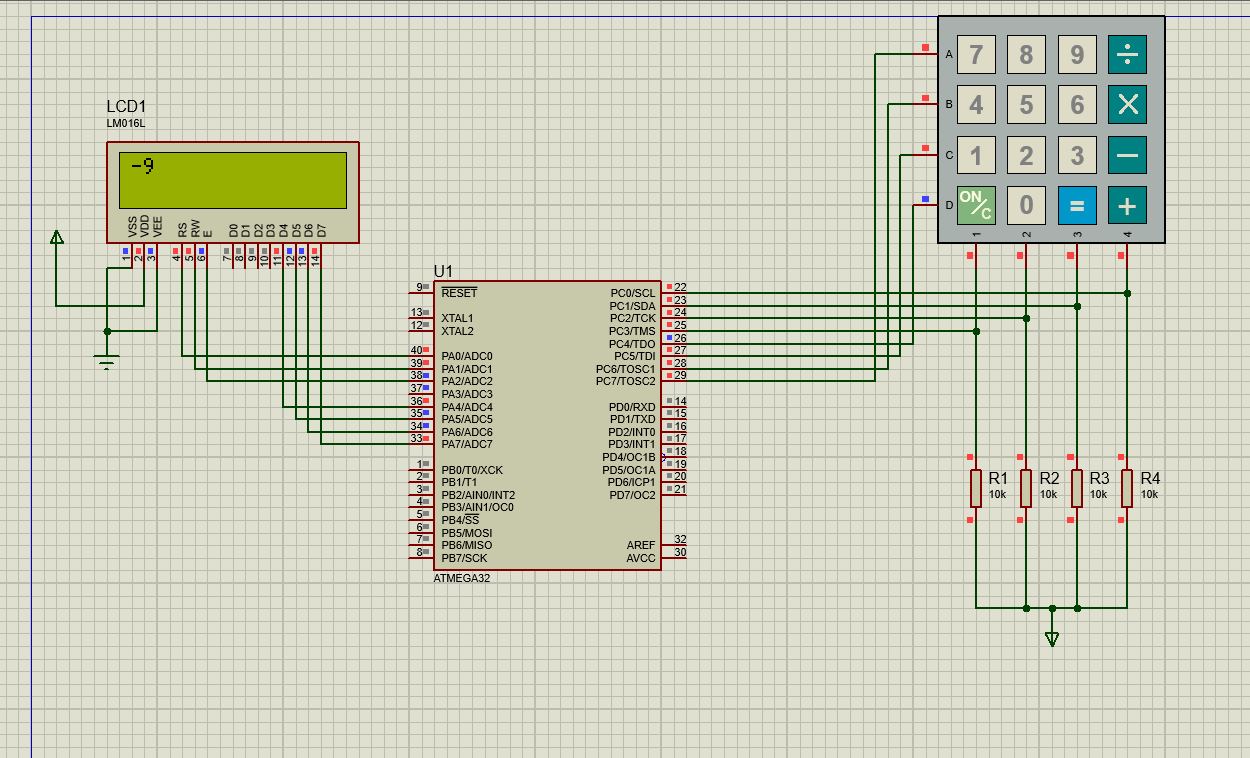 LCD1
LM016L
-9
VSS VDD VEE RS RW E D0 D1 D2 D3 D4 D5 D6 D7
1 2 3 4 5 6 7 8 9 10 11 12 13 14
A 7 8 9 ÷
B 4 5 6 ×
C 1 2 3 −
D ON/C 0 = +
1 2 3 4
U1
9 RESET PC0/SCL 22
PC1/SDA 23
13 XTAL1 PC2/TCK 24
12 XTAL2 PC3/TMS 25
PC4/TDO 26
40 PA0/ADC0 PC5/TDI 27
39 PA1/ADC1 PC6/TOSC1 28
38 PA2/ADC2 PC7/TOSC2 29
37 PA3/ADC3
36 PA4/ADC4 PD0/RXD 14
35 PA5/ADC5 PD1/TXD 15
34 PA6/ADC6 PD2/INT0 16
33 PA7/ADC7 PD3/INT1 17
PD4/OC1B 18
1 PB0/T0/XCK PD5/OC1A 19
2 PB1/T1 PD6/ICP1 20
3 PB2/AIN0/INT2 PD7/OC2 21
4 PB3/AIN1/OC0
5 PB4/SS
6 PB5/MOSI
7 PB6/MISO AREF 32
8 PB7/SCK AVCC 30
ATMEGA32
R1 R2 R3 R4
10k 10k 10k 10k